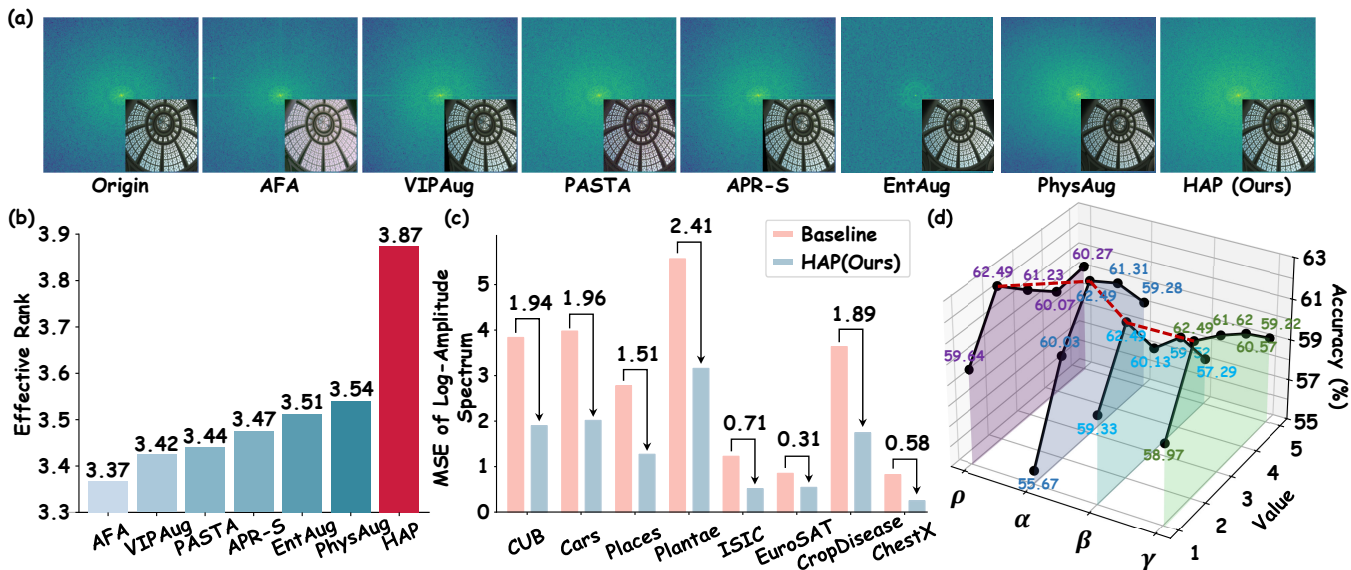 (a)
Origin AFA VIPAug PASTA APR-S EntAug PhysAug HAP (Ours)
(b)
Effective Rank
3.9
3.8
3.7
3.6
3.5
3.4
3.3
3.37 3.42 3.44 3.47 3.51 3.54 3.87
AFA VIPAug PASTA APR-S EntAug PhysAug HAP
(c)
MSE of Log-Amplitude
Spectrum
5
4
3
2
1
0
Baseline
HAP(Ours)
1.94 1.96 1.51 2.41 0.71 0.31 1.89 0.58
CUB Cars Places Plantae ISIC EuroSAT CropDisease ChestX
(d)
59.64 62.49 61.23 60.07 60.27
55.67 60.03 62.49 61.31 59.28
59.33 62.49 60.13 59.52 57.29
58.97 62.49 61.62 60.57 59.22
63
61
59
57
55
Accuracy (%)
ρ α β γ
1 2 3 4 5
Value